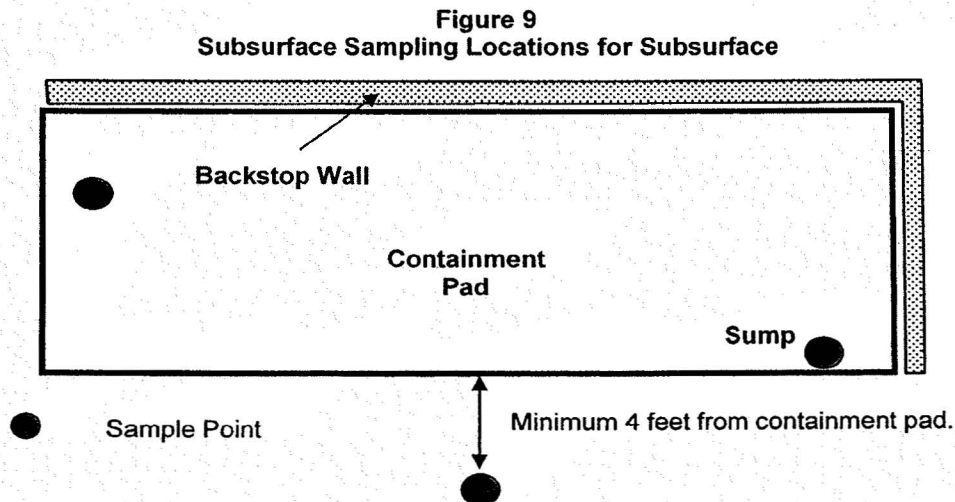 Figure 9
Subsurface Sampling Locations for Subsurface
Backstop Wall
Containment
Pad
Sump
Sample Point
Minimum 4 feet from containment pad.